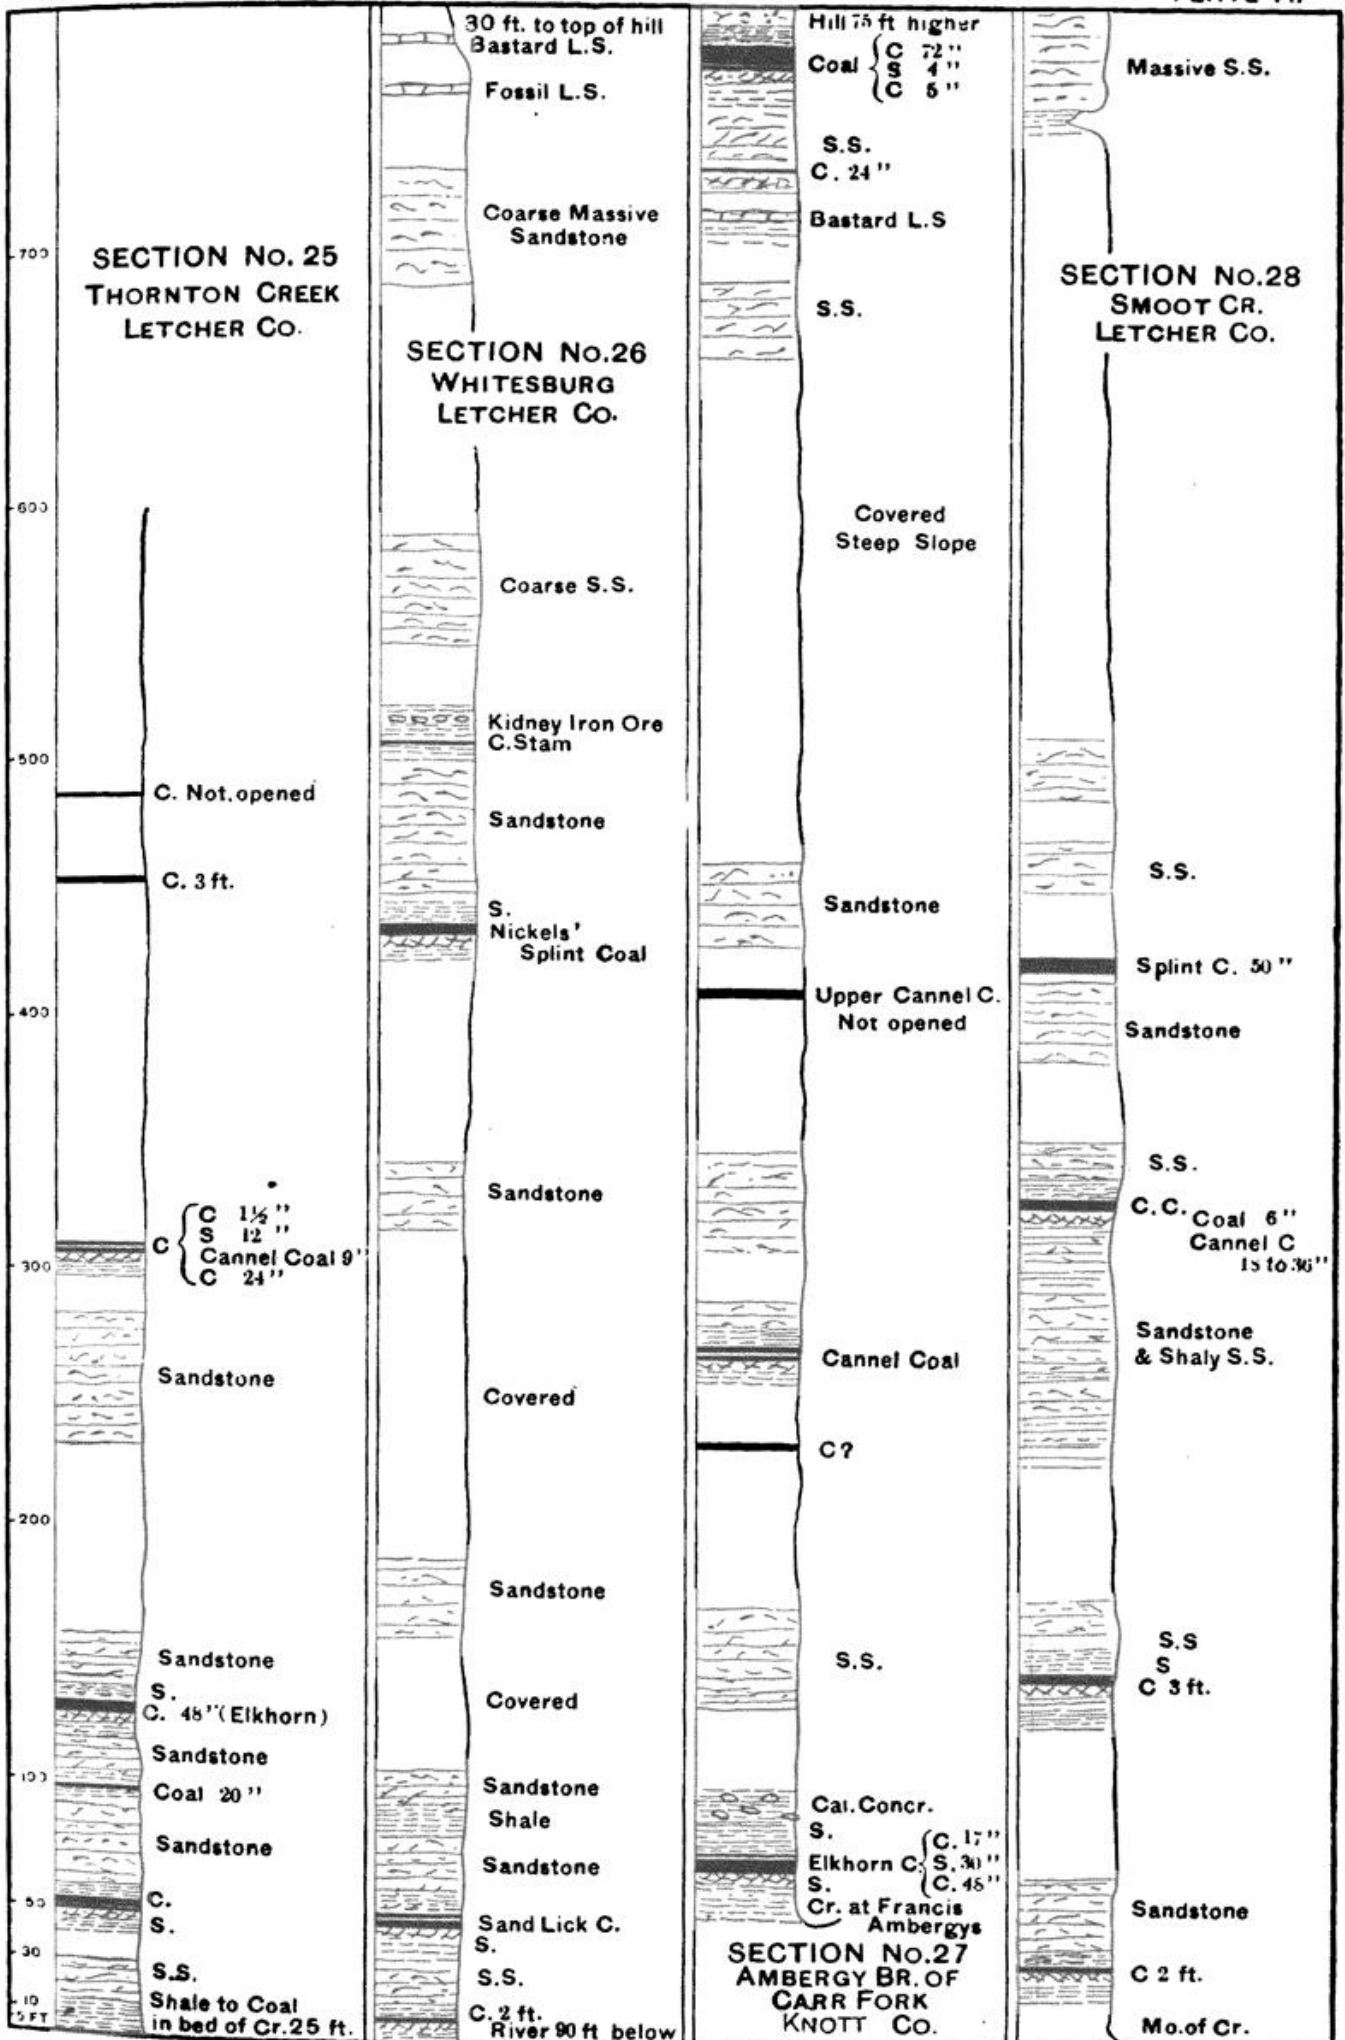 700
600
500
400
300
200
100
50
30
10
5 FT
SECTION No. 25
THORNTON CREEK
LETCHER CO.
C. Not. opened
C. 3 ft.
C { C 1½ "
S 12 "
Cannel Coal 9"
C 24 "
Sandstone
Sandstone
S.
C. 48" (Elkhorn)
Sandstone
Coal 20 "
Sandstone
C.
S.
S.S.
Shale to Coal
in bed of Cr. 25 ft.
30 ft. to top of hill
Bastard L.S.
Fossil L.S.
Coarse Massive
Sandstone
SECTION No. 26
WHITESBURG
LETCHER CO.
Coarse S.S.
Kidney Iron Ore
C. Stam
Sandstone
S.
Nickels'
Splint Coal
Sandstone
Covered
Sandstone
Covered
Sandstone
Shale
Sandstone
Sand Lick C.
S.
S.S.
C. 2 ft.
River 90 ft below
Hill 75 ft higher
Coal { C 72 "
S 4 "
C 5 "
S.S.
C. 24 "
Bastard L.S
S.S.
Covered
Steep Slope
Sandstone
Upper Cannel C.
Not opened
Cannel Coal
C ?
S.S.
Cal. Concr.
S.
Elkhorn C. { C. 17"
S. 30"
C. 48"
S.
Cr. at Francis
Ambergys
SECTION No. 27
AMBERGY BR. OF
CARR FORK
KNOTT CO.
Massive S.S.
SECTION No. 28
SMOOT CR.
LETCHER CO.
S.S.
Splint C. 50 "
Sandstone
S.S.
C.C. Coal 6 "
Cannel C
18 to 36"
Sandstone
& Shaly S.S.
S.S
S
C 3 ft.
Sandstone
C 2 ft.
Mo. of Cr.